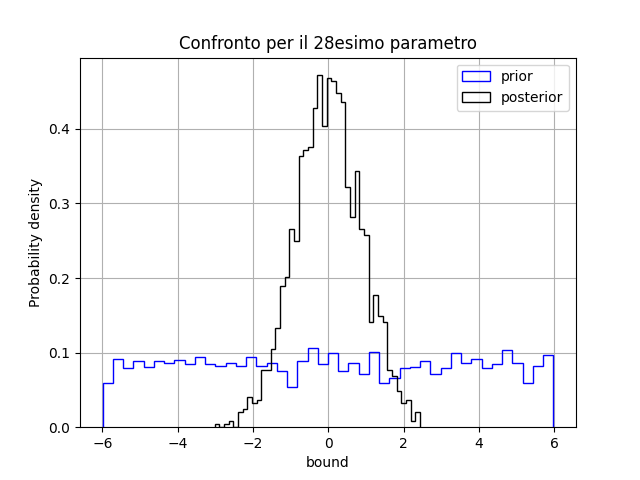 Confronto per il 28esimo parametro
prior
posterior
Probability density
0.4
0.3
0.2
0.1
0.0
−6
−4
−2
0
2
4
6
bound